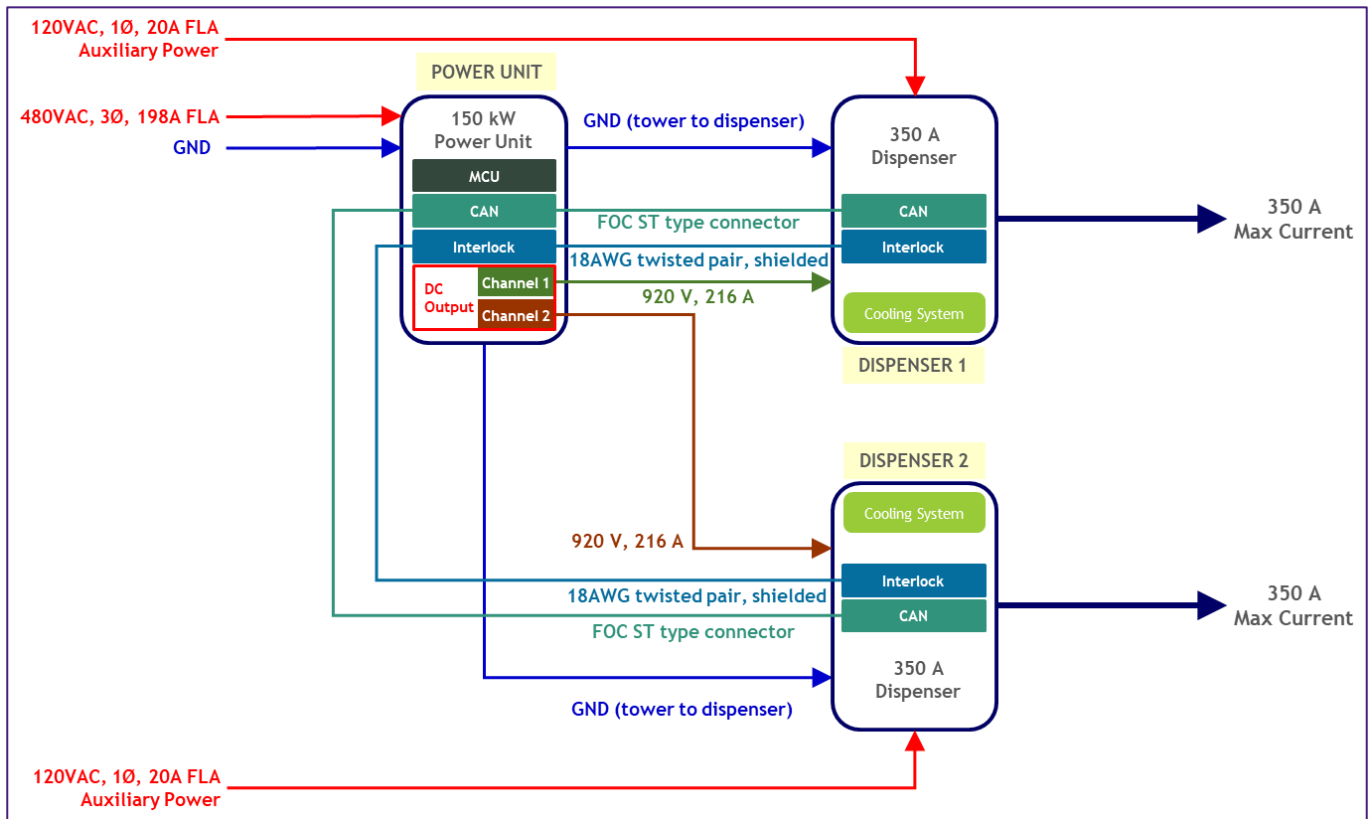 120VAC, 1Ø, 20A FLA
Auxiliary Power
POWER UNIT
480VAC, 3Ø, 198A FLA
GND
150 kW
Power Unit
MCU
CAN
Interlock
DC
Output
Channel 1
Channel 2
GND (tower to dispenser)
FOC ST type connector
18AWG twisted pair, shielded
920 V, 216 A
350 A
Dispenser
CAN
Interlock
Cooling System
DISPENSER 1
350 A
Max Current
DISPENSER 2
Cooling System
920 V, 216 A
Interlock
18AWG twisted pair, shielded
CAN
FOC ST type connector
350 A
Dispenser
350 A
Max Current
GND (tower to dispenser)
120VAC, 1Ø, 20A FLA
Auxiliary Power